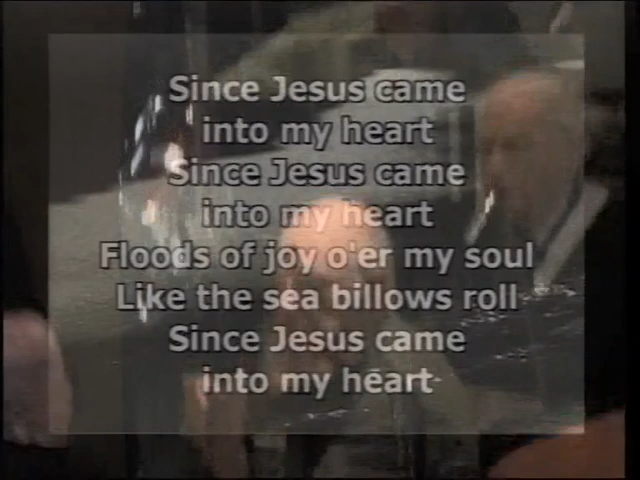 Since Jesus came
into my heart
Since Jesus came
into my heart
Floods of joy o'er my soul
Like the sea billows roll
Since Jesus came
into my heart